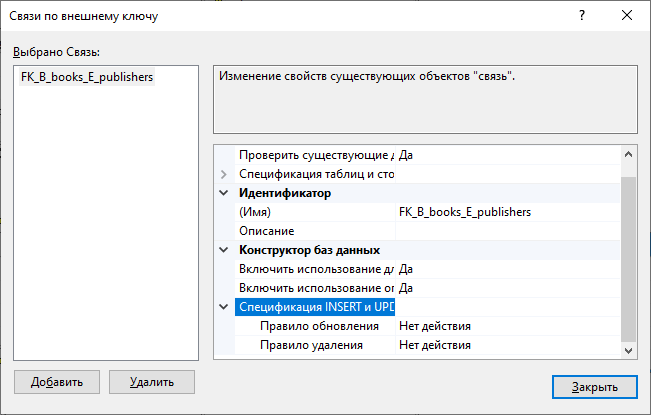 Связи по внешнему ключу
Выбрано Связь:
FK_B_books_E_publishers
Изменение свойств существующих объектов "связь".
Проверить существующие д Да
Спецификация таблиц и сто
Идентификатор
(Имя) FK_B_books_E_publishers
Описание
Конструктор баз данных
Включить использование дл Да
Включить использование ог Да
Спецификация INSERT и UPD
Правило обновления Нет действия
Правило удаления Нет действия
Добавить Удалить
Закрыть